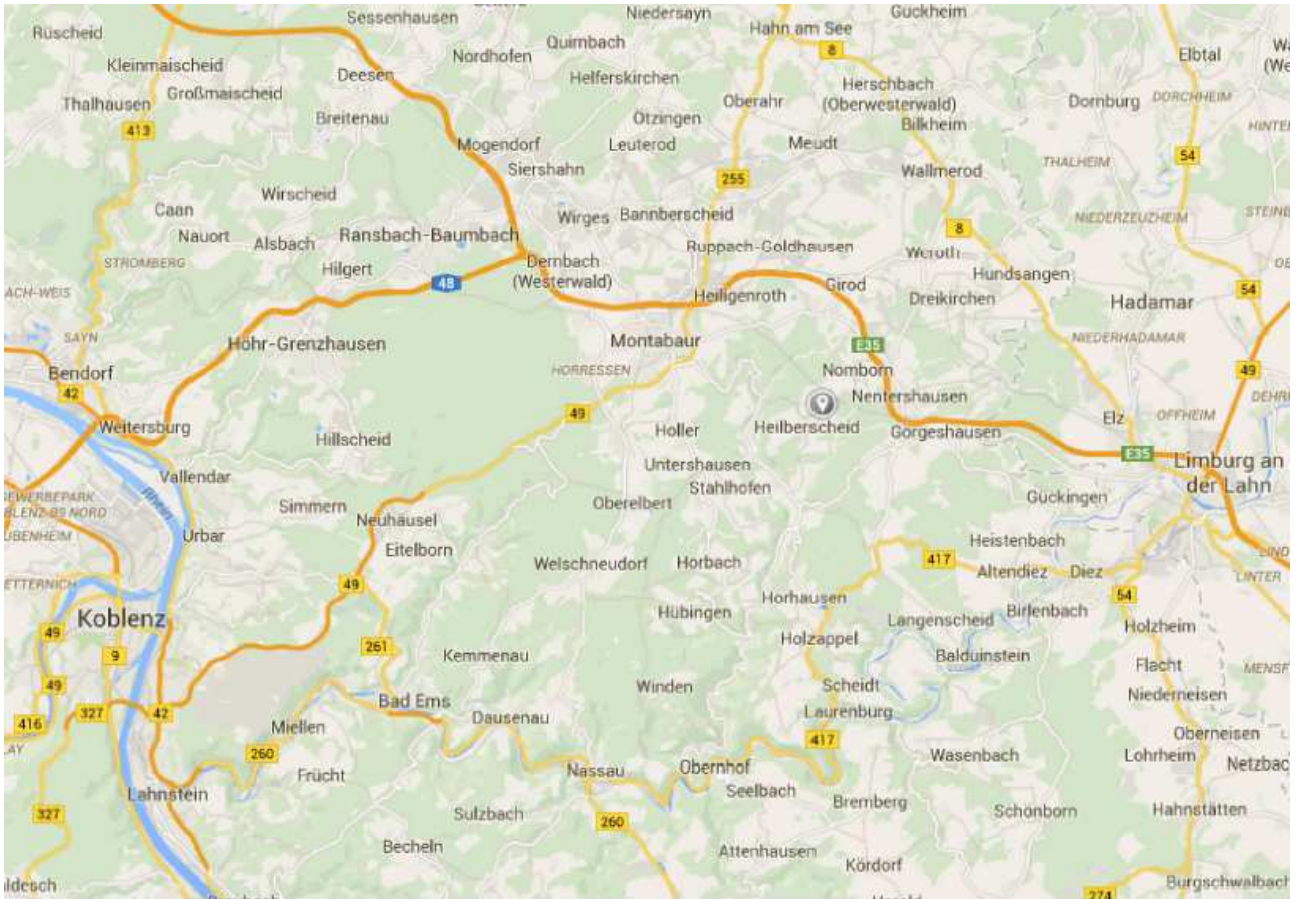 Sessenhausen
Niedersayn
Gückheim
Rüscheid
Hahn am See
Quirnbach
Nordhofen
8
Elbtal
Kleinmaischeid
Deesen
Helferskirchen
Herschbach
(Oberwesterwald)
Großmaischeid
Thalhausen
Oberahr
Dornburg
DORCHHEIM
Breitenau
Ötzingen
Bilkheim
413
Mogendorf
Leuterod
Meudt
54
THALHEIM
Siershahn
255
Wallmerod
Wirscheid
Caan
Wirges
Bannberscheid
NIEDERZEUZHEIM
Nauort
Alsbach
Ransbach-Baumbach
8
Ruppach-Goldhausen
Weroth
STROMBERG
Hilgert
Dernbach
(Westerwald)
Hundsangen
48
Girod
54
Heiligenroth
Dreikirchen
Hadamar
SAYN
Höhr-Grenzhausen
Montabaur
E35
NIEDERHADAMAR
Bendorf
HORRESSEN
Nomborn
49
42
Nentershausen
49
Elz
OFFHEIM
Weitersburg
Hillscheid
Holler
Heilberscheid
Görgeshausen
E35
Limburg an
der Lahn
Untershausen
Vallendar
Stahlhofen
Rhein
Simmern
Oberelbert
Gückingen
Neuhäusel
Urbar
Eitelborn
Heistenbach
Welschneudorf
Horbach
417
Altendiez
Diez
LINTER
49
Horhausen
54
Koblenz
Hübingen
Langenscheid
Birlenbach
Holzheim
49
9
261
Holzappel
Kemmenau
Balduinstein
Flacht
49
Winden
Scheidt
Niederneisen
416
327
42
Bad Ems
Dausenau
Laurenburg
Miellen
417
Oberneisen
260
Wasenbach
Lohrheim
Frücht
Nassau
Obernhof
Lahnstein
Seelbach
Bremberg
327
Sulzbach
260
Schönborn
Hahnstätten
Becheln
Attenhausen
Kördorf
274
Burgschwalbach